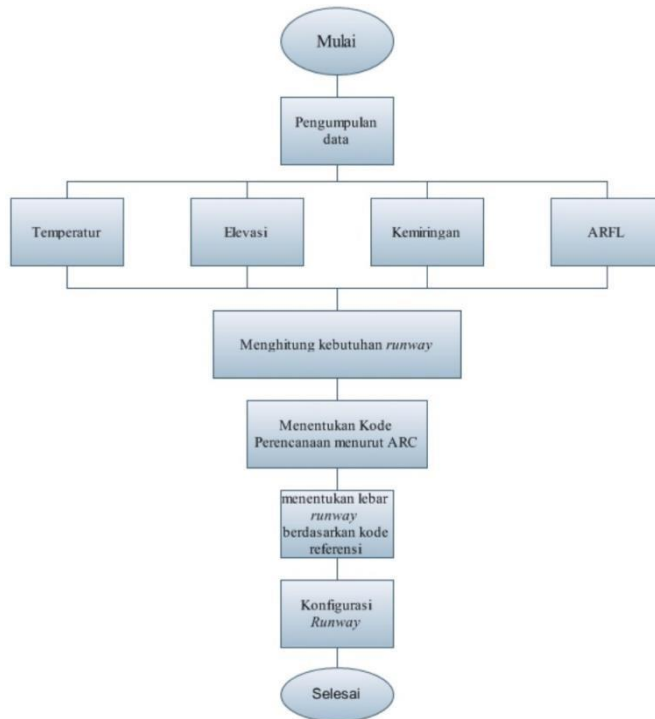 Mulai
Pengumpulan
data
Temperatur
Elevasi
Kemiringan
ARFL
Menghitung kebutuhan runway
Menentukan Kode
Perencanaan menurut ARC
menentukan lebar
runway
berdasarkan kode
referensi
Konfigurasi
Runway
Selesai